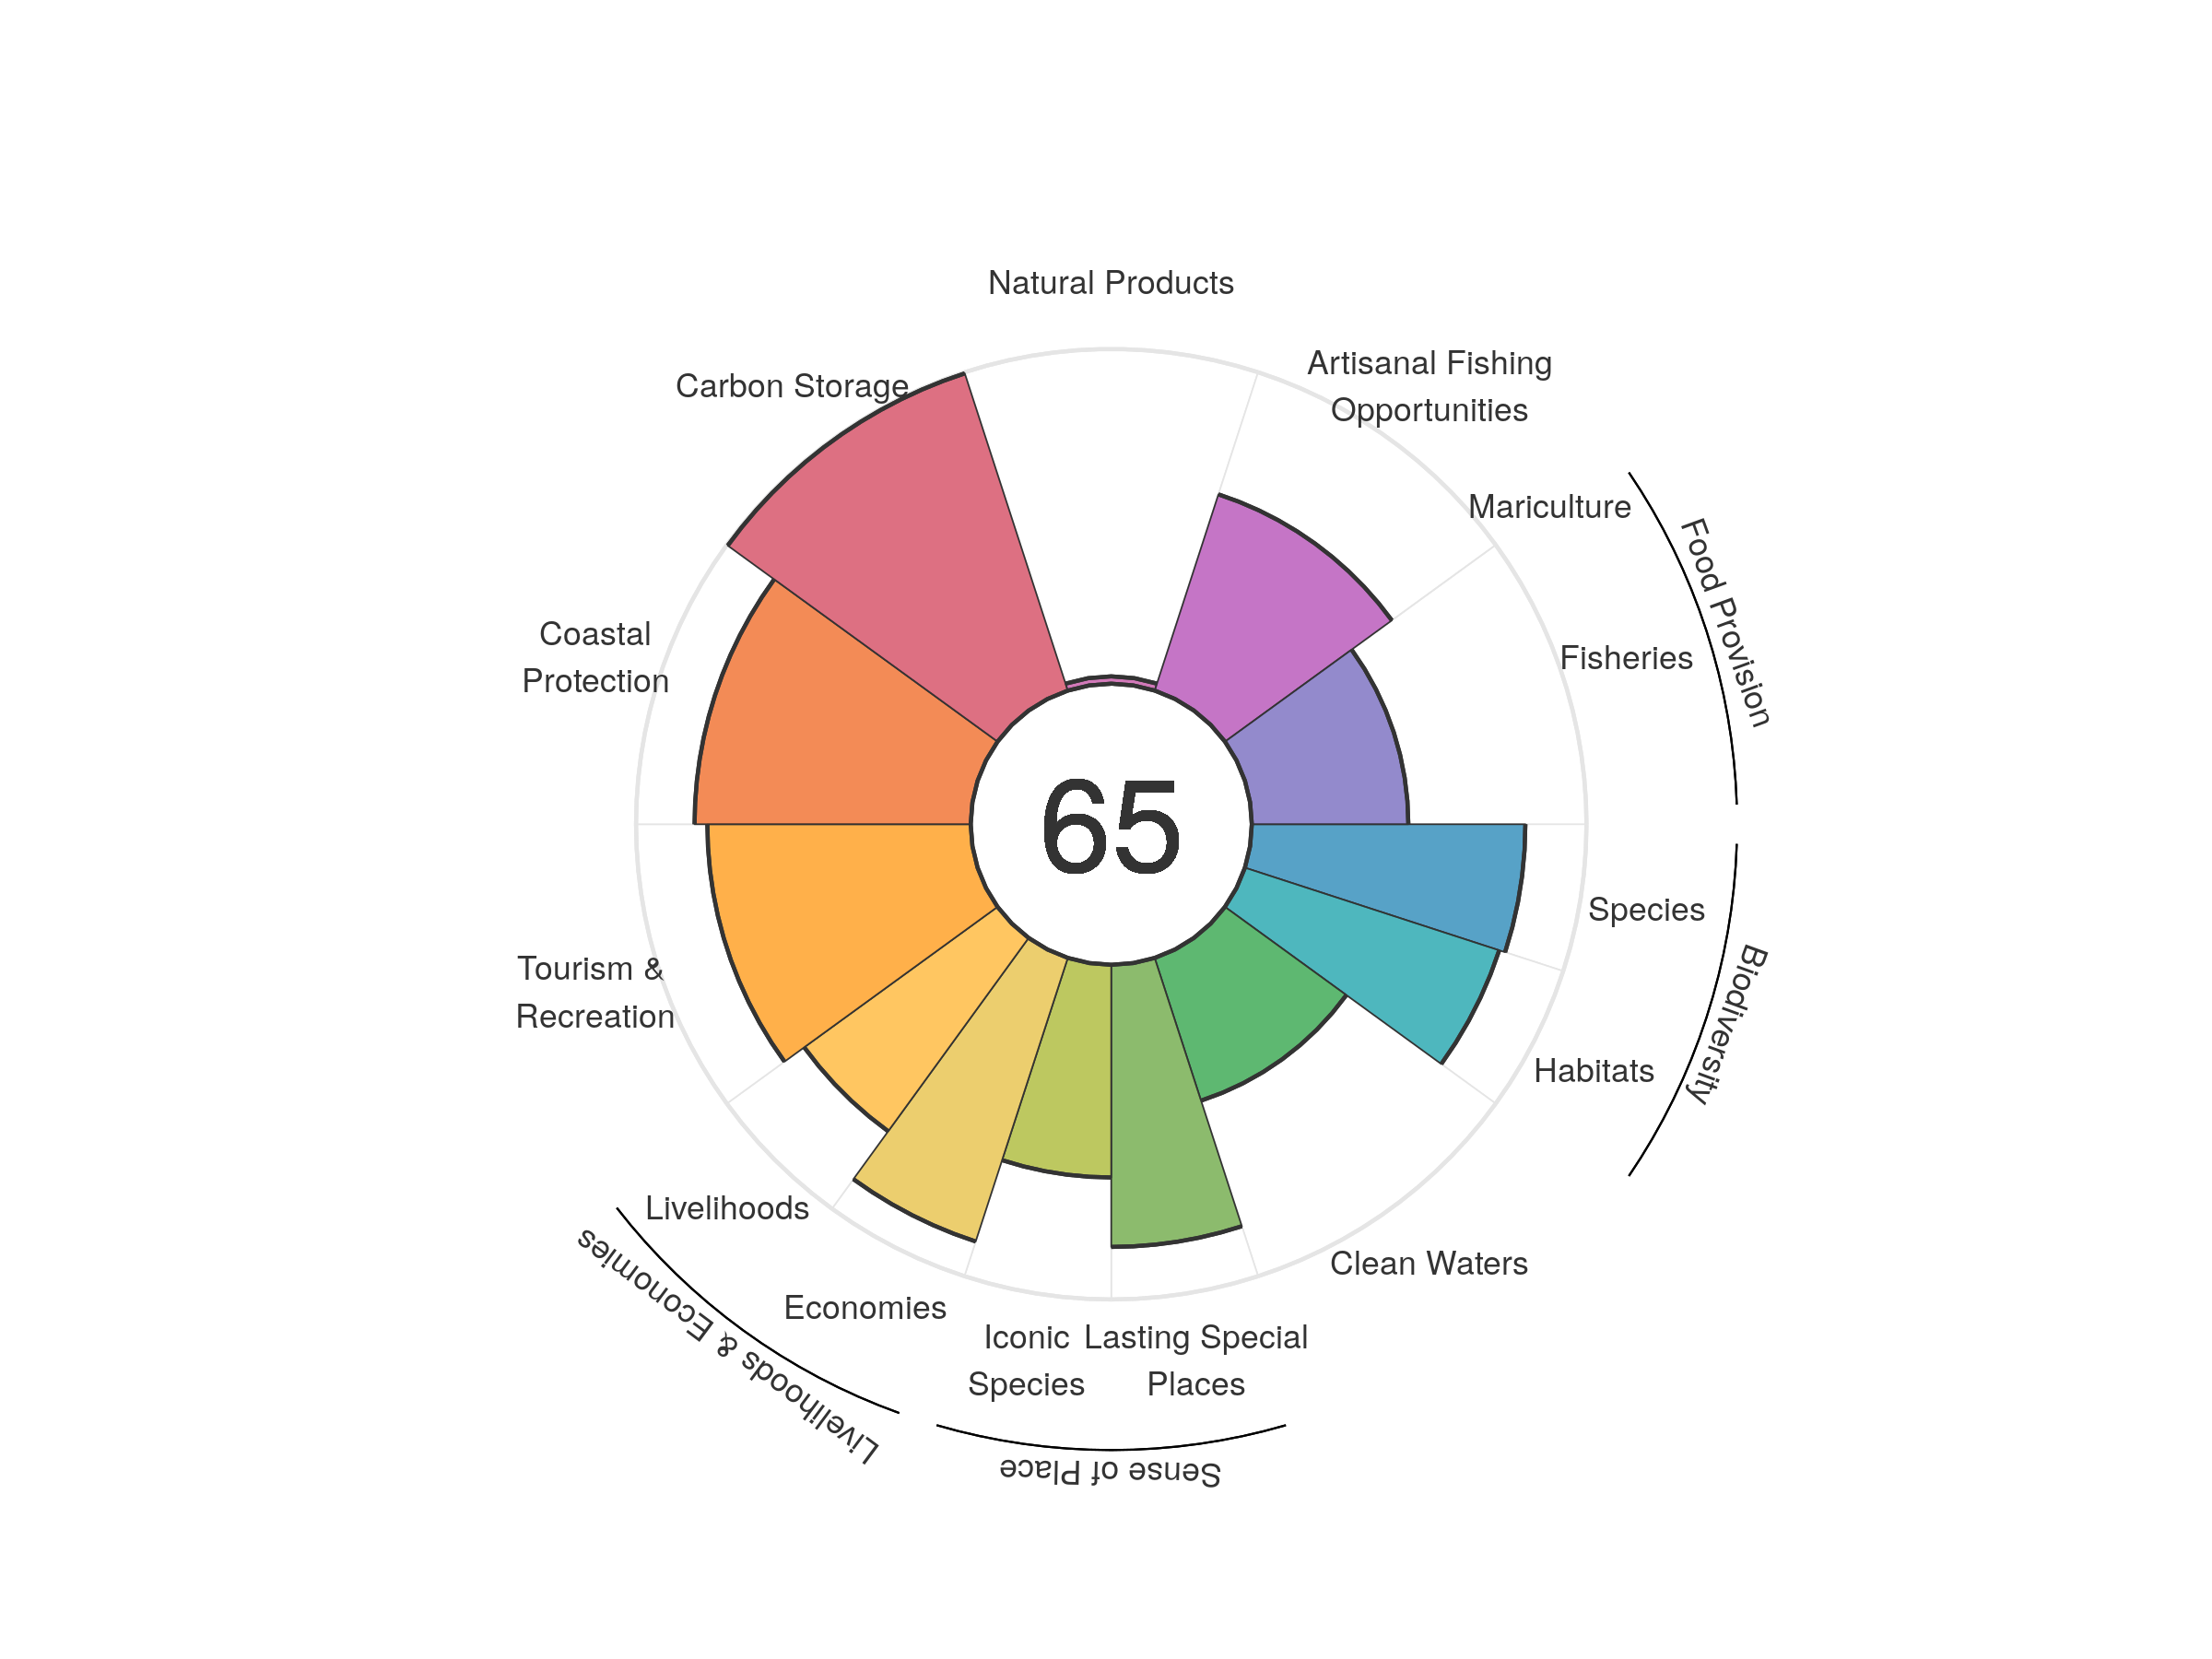 Natural Products
Artisanal Fishing
Opportunities
Carbon Storage
Mariculture
Food Provision
Fisheries
Coastal
Protection
65
Species
Biodiversity
Tourism &
Recreation
Habitats
Livelihoods
Livelihoods & Economies
Clean Waters
Economies
Iconic
Species
Lasting Special
Places
Sense of Place